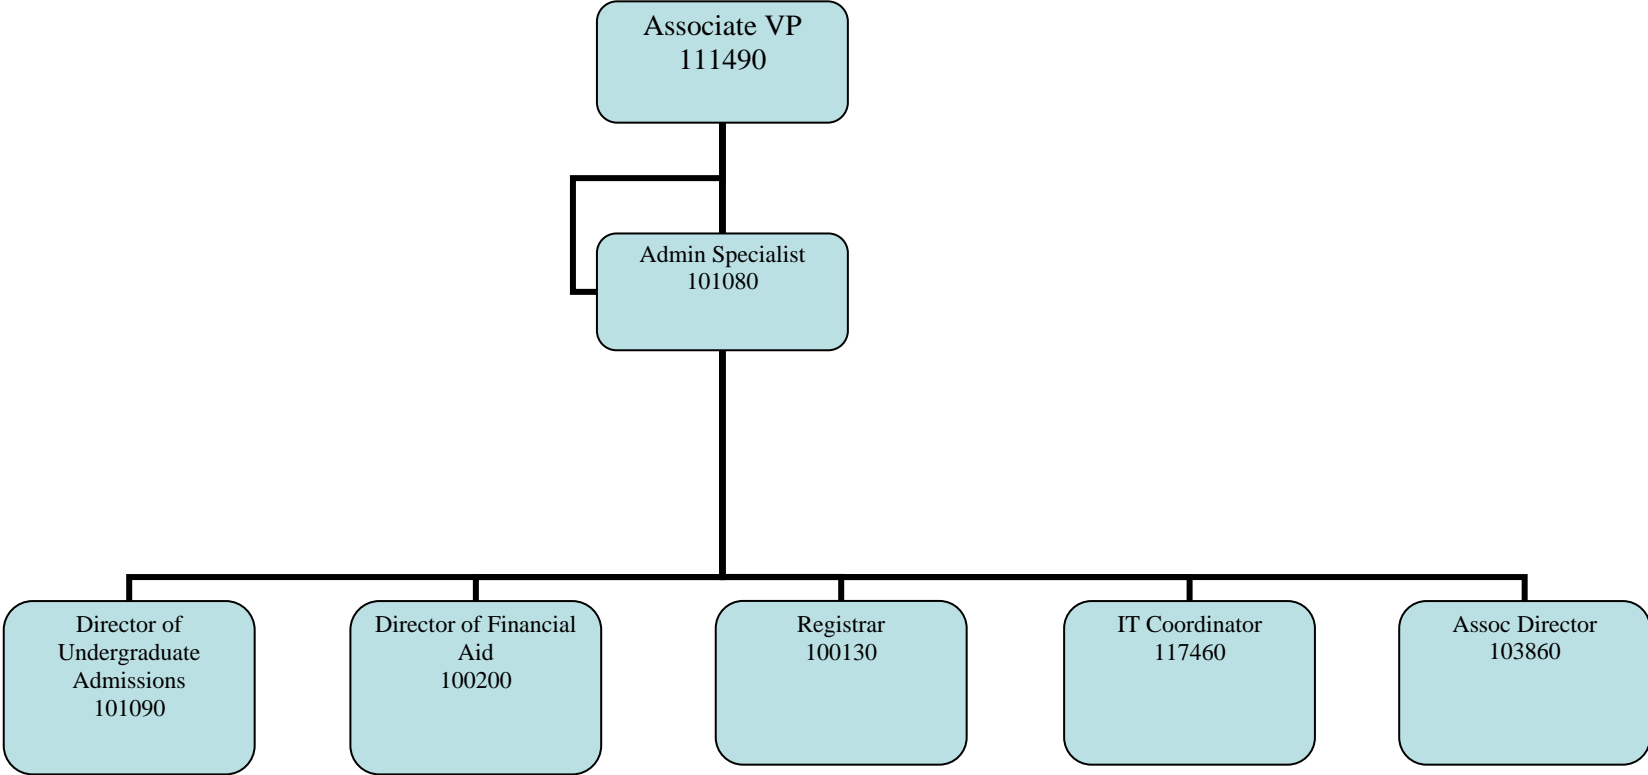 Associate VP
111490
Admin Specialist
101080
Director of
Undergraduate
Admissions
101090
Director of Financial
Aid
100200
Registrar
100130
IT Coordinator
117460
Assoc Director
103860